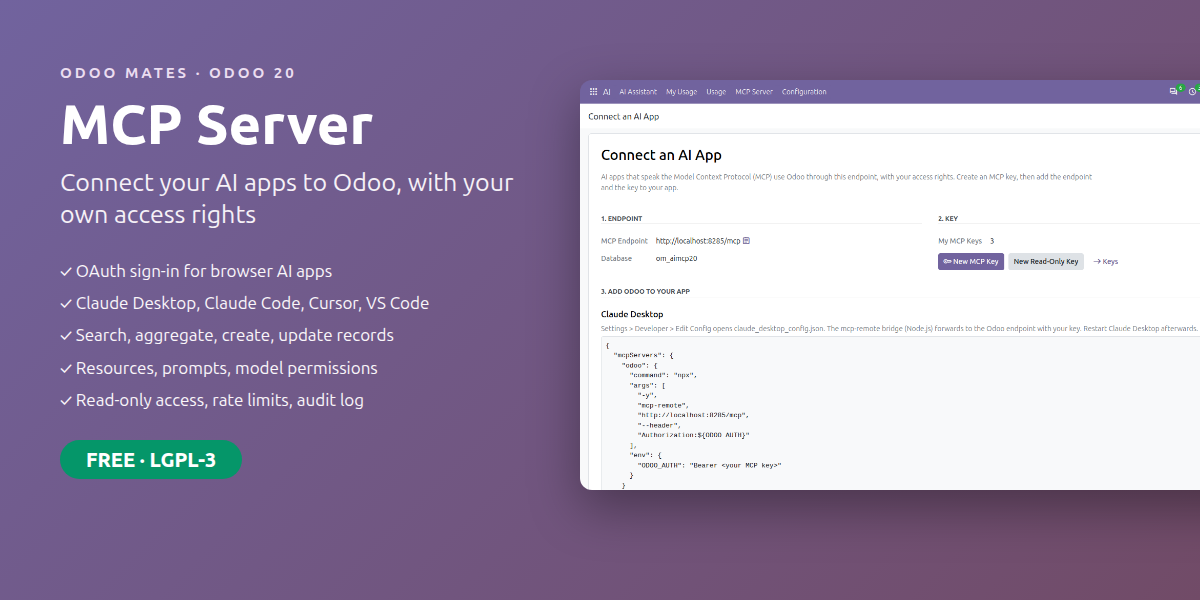 ODOO MATES · ODOO 20
MCP Server
Connect your AI apps to Odoo, with your
own access rights
✓ OAuth sign-in for browser AI apps
✓ Claude Desktop, Claude Code, Cursor, VS Code
✓ Search, aggregate, create, update records
✓ Resources, prompts, model permissions
✓ Read-only access, rate limits, audit log
FREE · LGPL-3
AI AI Assistant My Usage Usage MCP Server Configuration
Connect an AI App
Connect an AI App
AI apps that speak the Model Context Protocol (MCP) use Odoo through this endpoint, with your access rights. Create an MCP key, then add the endpoint
and the key to your app.
1. ENDPOINT
MCP Endpoint http://localhost:8285/mcp
Database om_aimcp20
2. KEY
My MCP Keys 3
New MCP Key New Read-Only Key → Keys
3. ADD ODOO TO YOUR APP
Claude Desktop
Settings > Developer > Edit Config opens claude_desktop_config.json. The mcp-remote bridge (Node.js) forwards to the Odoo endpoint with your key. Restart Claude Desktop afterwards.
{
"mcpServers": {
"odoo": {
"command": "npx",
"args": [
"-y",
"mcp-remote",
"http://localhost:8285/mcp",
"--header",
"Authorization:${ODOO_AUTH}"
],
"env": {
"ODOO_AUTH": "Bearer <your MCP key>"
}
}